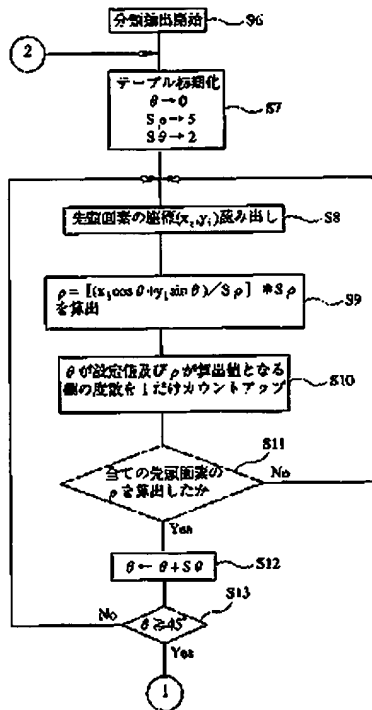 分類抽出開始 S6
2
テーブル初期化
θ→0
Sρ→5
Sθ→2
S7
先頭画素の座標(xᵢ,yᵢ)読み出し S8
ρ=[(xᵢcosθ+yᵢsinθ)/Sρ]*Sρ
を算出
S9
θが設定値及びρが算出値となる
欄の度数を1だけカウントアップ
S10
S11
全ての先頭画素の
ρを算出したか
No
Yes
θ←θ+Sθ S12
S13
No
θ≧45°
Yes
1